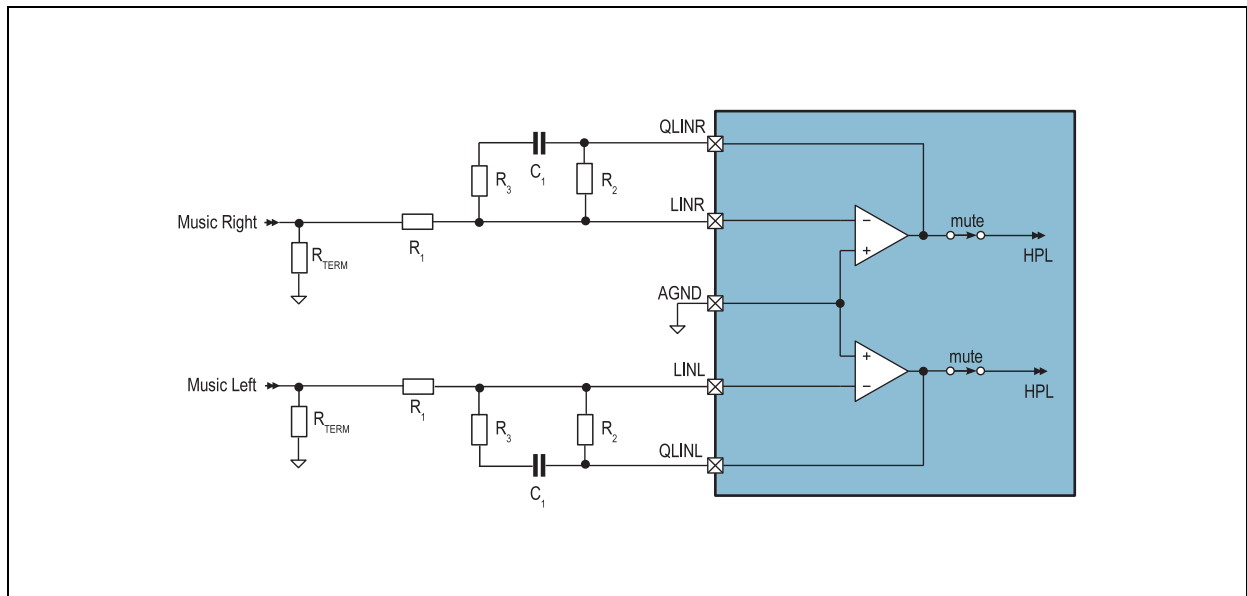 QLINR
C1
R3
R2
LINR
mute
Music Right
R1
HPL
RTERM
AGND
Music Left
LINL
mute
R1
HPL
RTERM
R3
R2
QLINL
C1